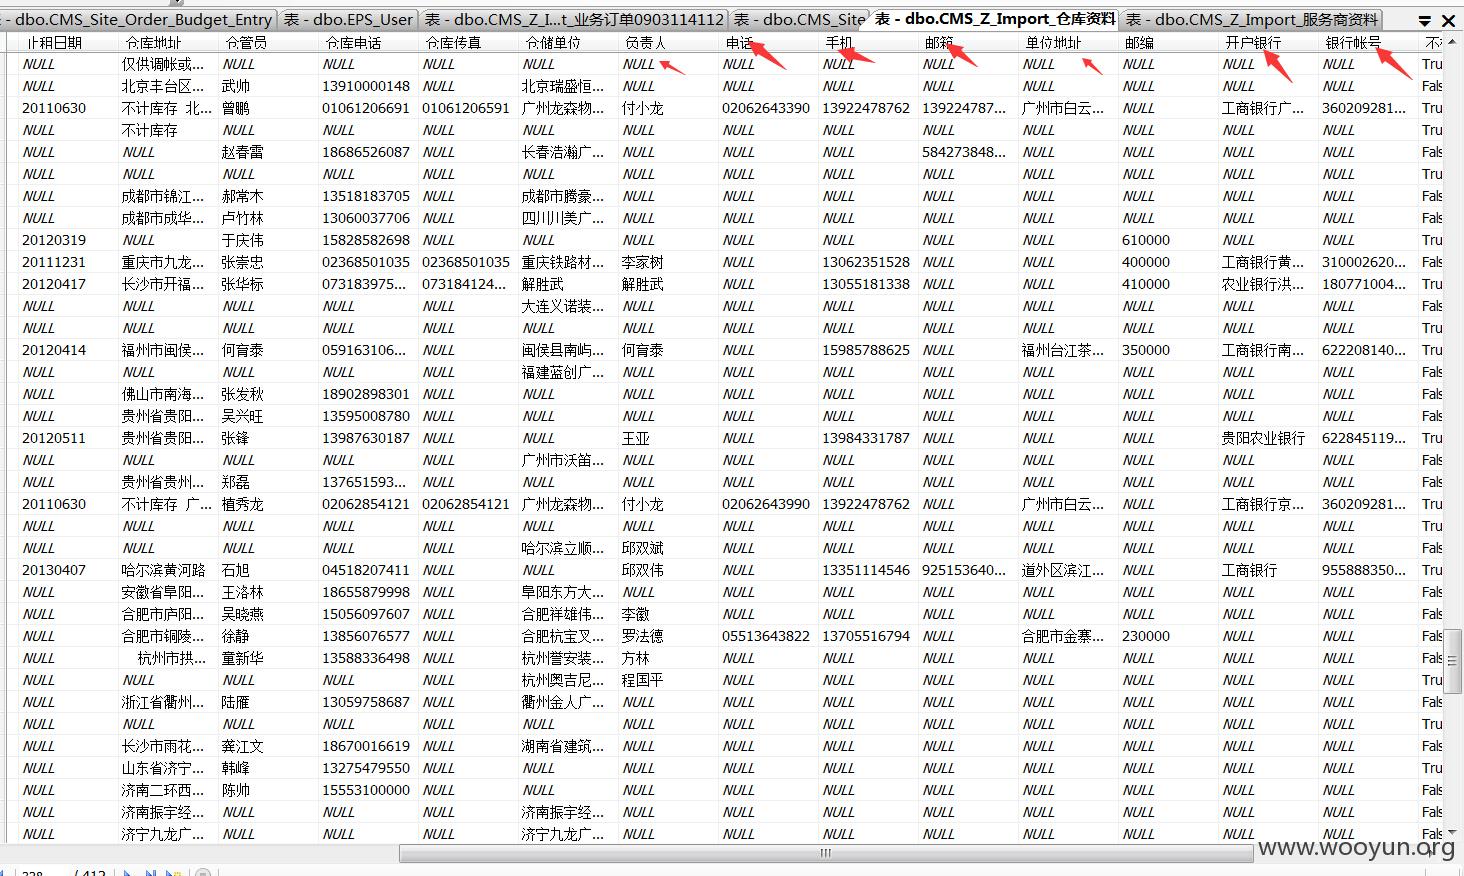 表 - dbo.CMS_Site_Order_Budget_Entry 表 - dbo.EPS_User 表 - dbo.CMS_Z_I...t_业务订单0903114112 表 - dbo.CMS_Site 表 - dbo.CMS_Z_Import_仓库资料 表 - dbo.CMS_Z_Import_服务商资料
止租日期 仓库地址 仓管员 仓库电话 仓库传真 仓储单位 负责人 电话 手机 邮箱 单位地址 邮编 开户银行 银行帐号
NULL 仅供调帐或... NULL NULL NULL NULL NULL NULL NULL NULL NULL NULL NULL NULL Tru
NULL 北京丰台区... 武帅 13910000148 NULL 北京瑞盛恒... NULL NULL NULL NULL NULL NULL NULL NULL Fals
20110630 不计库存 北... 曾鹏 01061206691 01061206591 广州龙森物... 付小龙 02062643390 13922478762 139224787... 广州市白云... NULL 工商银行广... 360209281... Tru
NULL 不计库存 NULL NULL NULL NULL NULL NULL NULL NULL NULL NULL NULL NULL Tru
NULL NULL 赵春雷 18686526087 NULL 长春浩瀚广... NULL NULL NULL 584273848... NULL NULL NULL NULL Fals
NULL NULL NULL NULL NULL NULL NULL NULL NULL NULL NULL NULL NULL NULL Tru
NULL 成都市锦江... 郝常木 13518183705 NULL 成都市腾豪... NULL NULL NULL NULL NULL NULL NULL NULL Fals
NULL 成都市成华... 卢竹林 13060037706 NULL 四川川美广... NULL NULL NULL NULL NULL NULL NULL NULL Fals
20120319 NULL 于庆伟 15828582698 NULL NULL NULL NULL NULL NULL NULL 610000 NULL NULL Tru
20111231 重庆市九龙... 张崇忠 02368501035 02368501035 重庆铁路材... 李家树 NULL 13062351528 NULL NULL 400000 工商银行黄... 310002620... Fals
20120417 长沙市开福... 张华标 073183975... 073184124... 解胜武 解胜武 NULL 13055181338 NULL NULL 410000 农业银行洪... 180771004... Tru
NULL NULL NULL NULL NULL 大连义诺装... NULL NULL NULL NULL NULL NULL NULL NULL Fals
NULL NULL NULL NULL NULL NULL NULL NULL NULL NULL NULL NULL NULL NULL Tru
20120414 福州市闽侯... 何育泰 059163106... NULL 闽侯县南屿... 何育泰 NULL 15985788625 NULL 福州台江茶... 350000 工商银行南... 622208140... Tru
NULL NULL NULL NULL NULL 福建蓝创广... NULL NULL NULL NULL NULL NULL NULL NULL Fals
NULL 佛山市南海... 张发秋 18902898301 NULL NULL NULL NULL NULL NULL NULL NULL NULL NULL Fals
NULL 贵州省贵阳... 吴兴旺 13595008780 NULL NULL NULL NULL NULL NULL NULL NULL NULL NULL Fals
20120511 贵州省贵阳... 张锋 13987630187 NULL NULL 王亚 NULL 13984331787 NULL NULL NULL 贵阳农业银行 622845119... Tru
NULL NULL NULL NULL NULL 广州市沃笛... NULL NULL NULL NULL NULL NULL NULL NULL Fals
NULL 贵州省贵州... 郑磊 137651593... NULL NULL NULL NULL NULL NULL NULL NULL NULL NULL Fals
20110630 不计库存 广... 植秀龙 02062854121 02062854121 广州龙森物... 付小龙 02062643990 13922478762 NULL 广州市白云... NULL 工商银行京... 360209281... Tru
NULL NULL NULL NULL NULL NULL NULL NULL NULL NULL NULL NULL NULL NULL Tru
NULL NULL NULL NULL NULL 哈尔滨立顺... 邱双斌 NULL NULL NULL NULL NULL NULL NULL Fals
20130407 哈尔滨黄河路 石旭 04518207411 NULL NULL 邱双伟 NULL 13351114546 925153640... 道外区滨江... NULL 工商银行 955888350... Tru
NULL 安徽省阜阳... 王洛林 18655879998 NULL 阜阳东方大... NULL NULL NULL NULL NULL NULL NULL NULL Fals
NULL 合肥市庐阳... 吴晓燕 15056097607 NULL 合肥祥雄伟... 李徽 NULL NULL NULL NULL NULL NULL NULL Fals
NULL 合肥市铜陵... 徐静 13856076577 NULL 合肥杭宝叉... 罗法德 05513643822 13705516794 NULL 合肥市金寨... 230000 NULL NULL Fals
NULL 杭州市拱... 童新华 13588336498 NULL 杭州誉安装... 方林 NULL NULL NULL NULL NULL NULL NULL Fals
NULL NULL NULL NULL NULL 杭州奥吉尼... 程国平 NULL NULL NULL NULL NULL NULL NULL Tru
NULL 浙江省衢州... 陆雁 13059758687 NULL 衢州金人广... NULL NULL NULL NULL NULL NULL NULL NULL Fals
NULL NULL NULL NULL NULL NULL NULL NULL NULL NULL NULL NULL NULL NULL Tru
NULL 长沙市雨花... 龚江文 18670016619 NULL 湖南省建筑... NULL NULL NULL NULL NULL NULL NULL NULL Fals
NULL 山东省济宁... 韩峰 13275479550 NULL NULL NULL NULL NULL NULL NULL NULL NULL NULL Tru
NULL 济南二环西... 陈帅 15553100000 NULL NULL NULL NULL NULL NULL NULL NULL NULL NULL Fals
NULL 济南振宇经... NULL NULL NULL 济南振宇经... NULL NULL NULL NULL NULL NULL NULL NULL Fals
NULL 济宁九龙广... NULL NULL NULL 济宁九龙广... NULL NULL NULL NULL NULL NULL NULL NULL Fals
www.wooyun.org